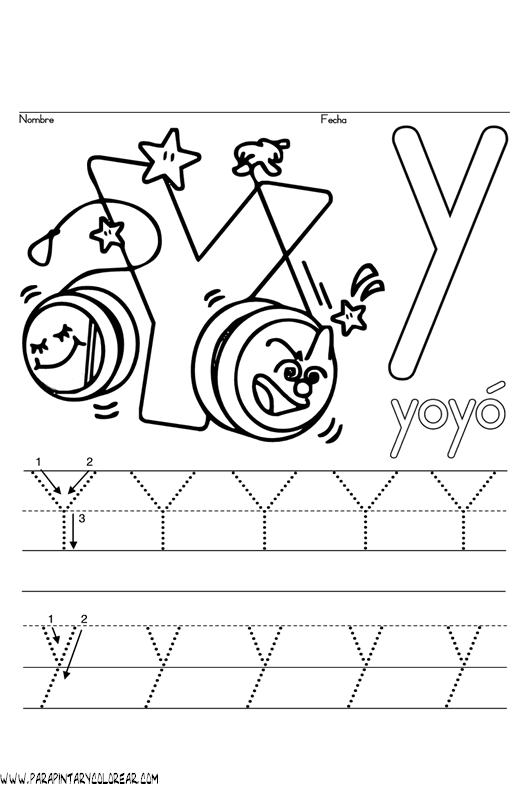 Nombre Fecha
Y
y
yoyó
1 2 3
Y Y Y Y Y
1 2
y y y y y
WWW.PARAPINTARYCOLOREAR.COM